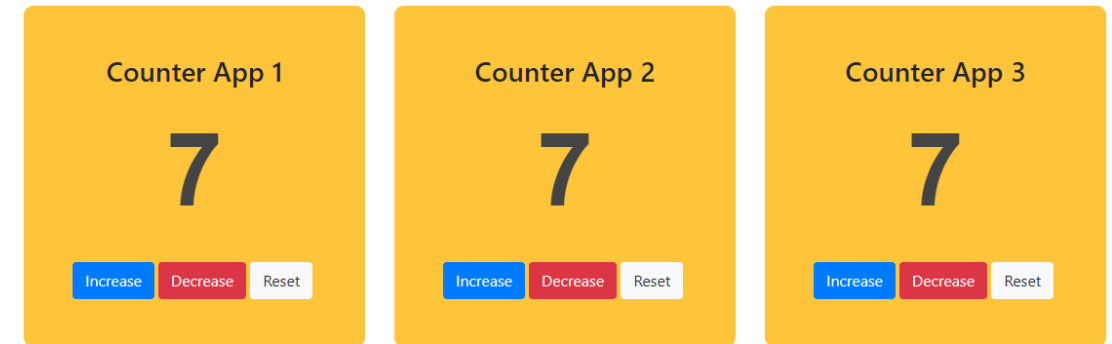 Counter App 1
7
Increase Decrease Reset
Counter App 2
7
Increase Decrease Reset
Counter App 3
7
Increase Decrease Reset